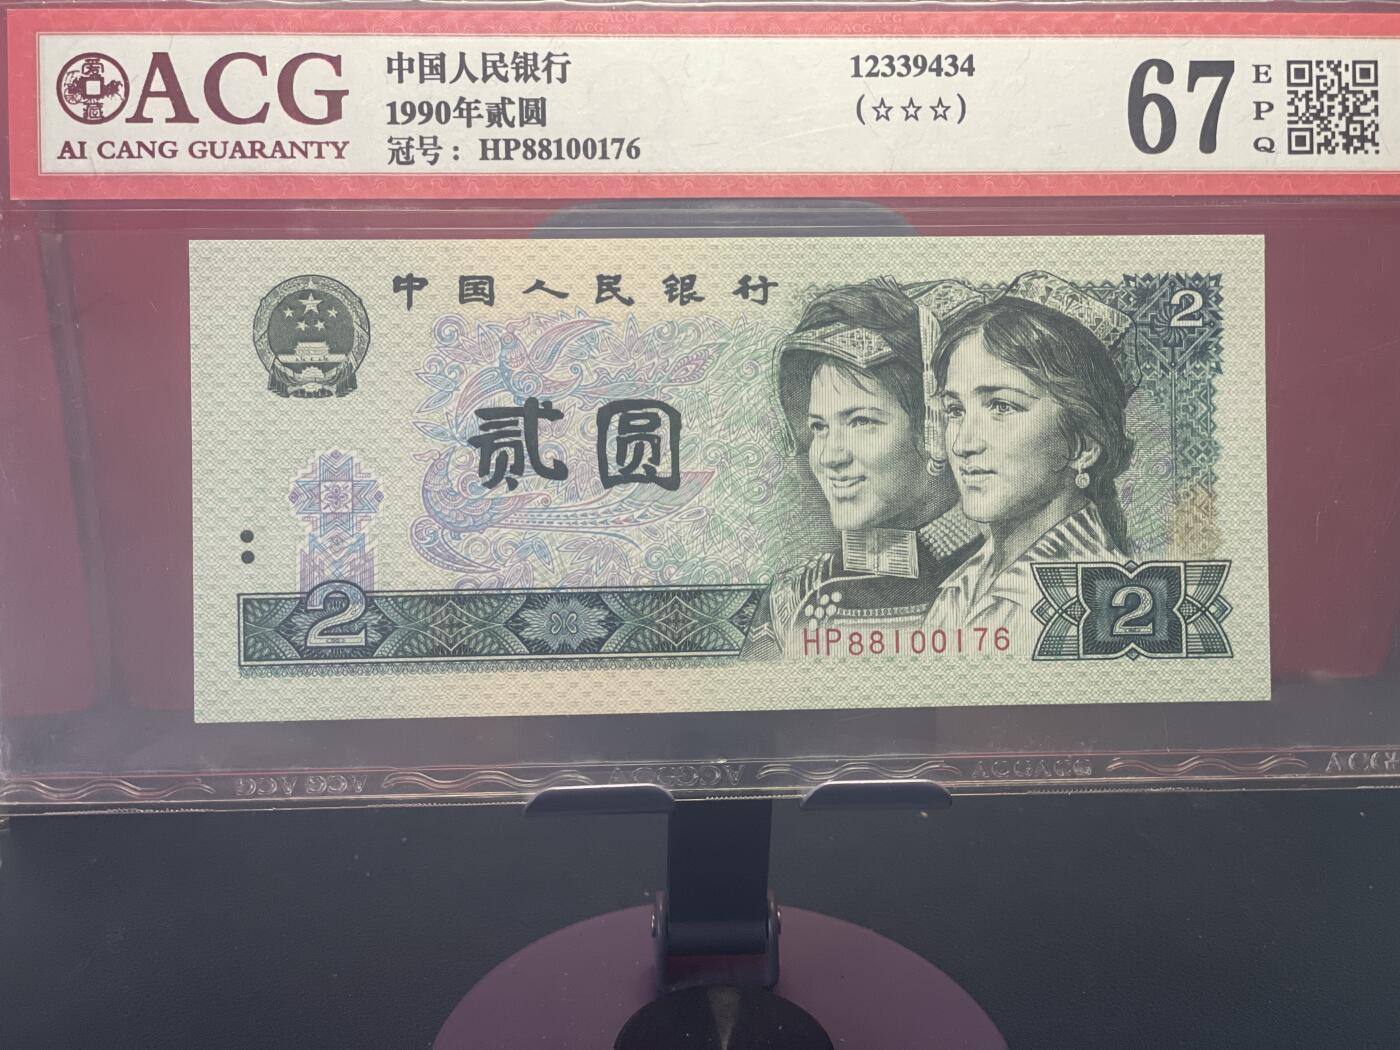 ACG
AI CANG GUARANTY
中国人民银行
1990年贰圆
冠号： HP88100176
12339434
(☆☆☆)
67
E
P
Q
中国人民银行
2
贰圆
2
HP88100176
2